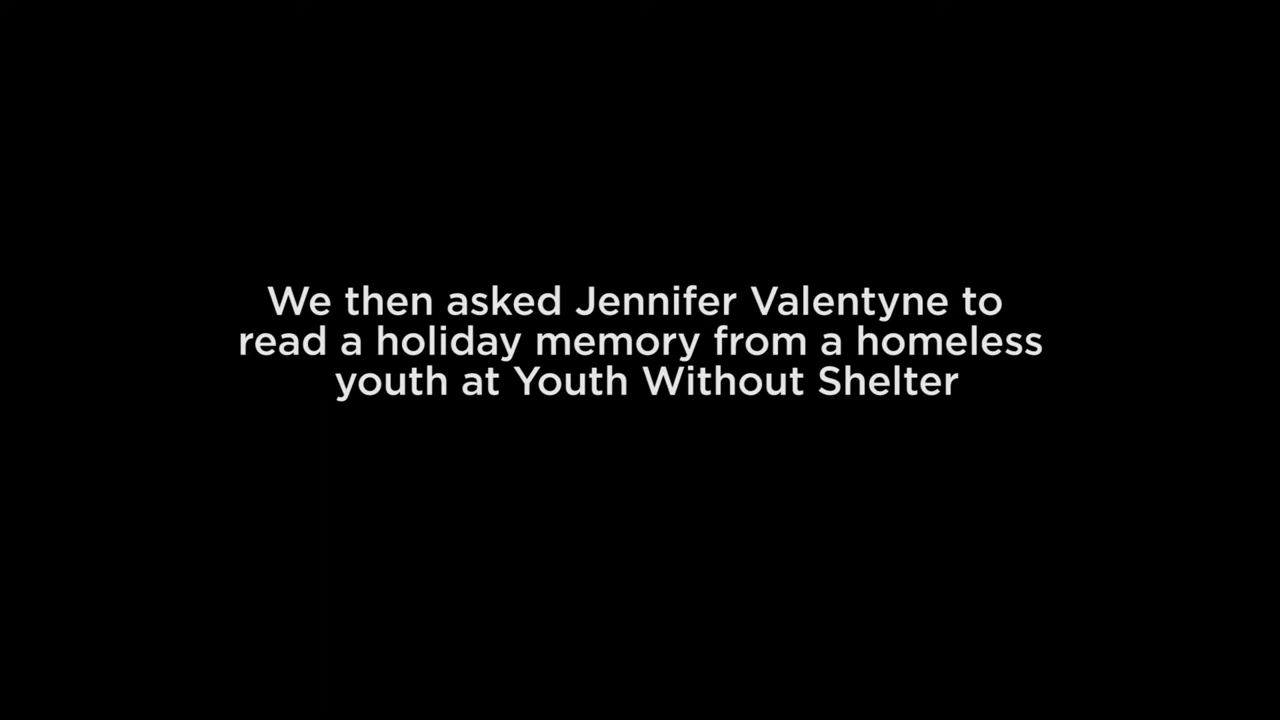 We then asked Jennifer Valentyne to
read a holiday memory from a homeless
youth at Youth Without Shelter